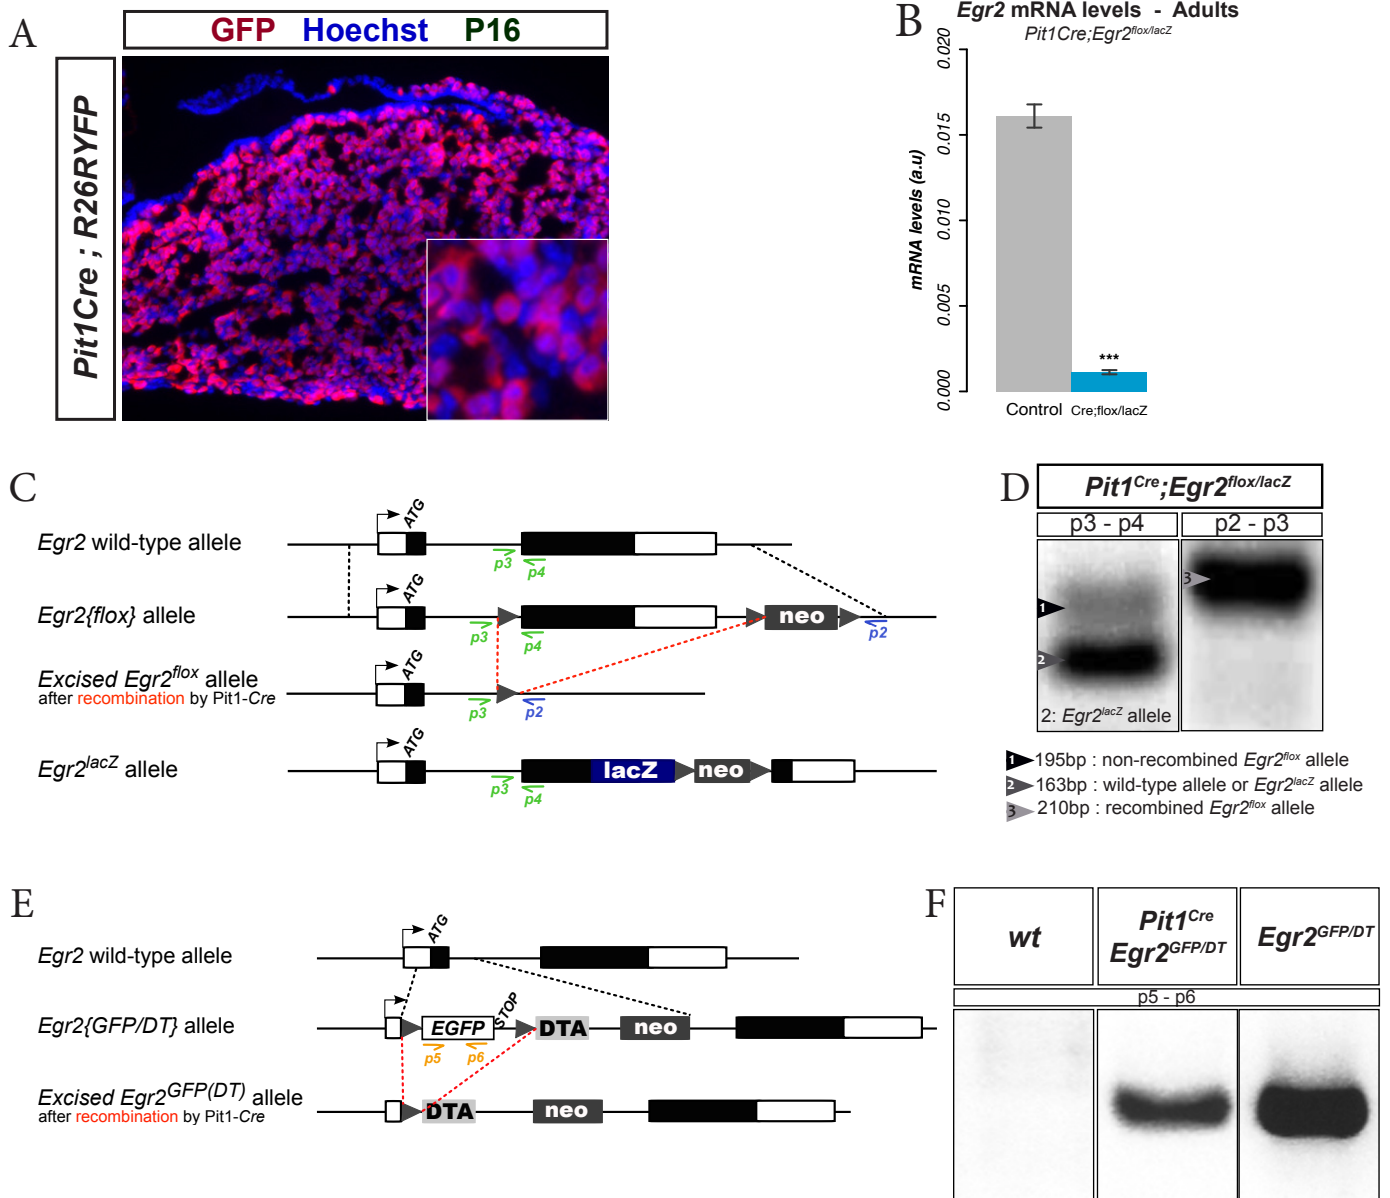 A
GFP Hoechst P16
Pit1Cre ; R26RYFP
B
Egr2 mRNA levels - Adults
Pit1Cre;Egr2flox/lacZ
mRNA levels (a.u)
0.020
0.015
0.010
0.005
0.000
***
Control Cre;flox/lacZ
C
Egr2 wild-type allele
ATG
p3
p4
Egr2{flox} allele
ATG
neo
p3
p4
p2
Excised Egr2flox allele
after recombination by Pit1-Cre
ATG
p3
p2
Egr2lacZ allele
ATG
lacZ
neo
p3
p4
D
Pit1Cre;Egr2flox/lacZ
p3 - p4
p2 - p3
1
2
3
2: Egr2lacZ allele
1 195bp : non-recombined Egr2flox allele
2 163bp : wild-type allele or Egr2lacZ allele
3 210bp : recombined Egr2flox allele
E
Egr2 wild-type allele
ATG
Egr2{GFP/DT} allele
EGFP
STOP
DTA
neo
p5
p6
Excised Egr2GFP(DT) allele
after recombination by Pit1-Cre
DTA
neo
F
wt
Pit1Cre
Egr2GFP/DT
Egr2GFP/DT
p5 - p6